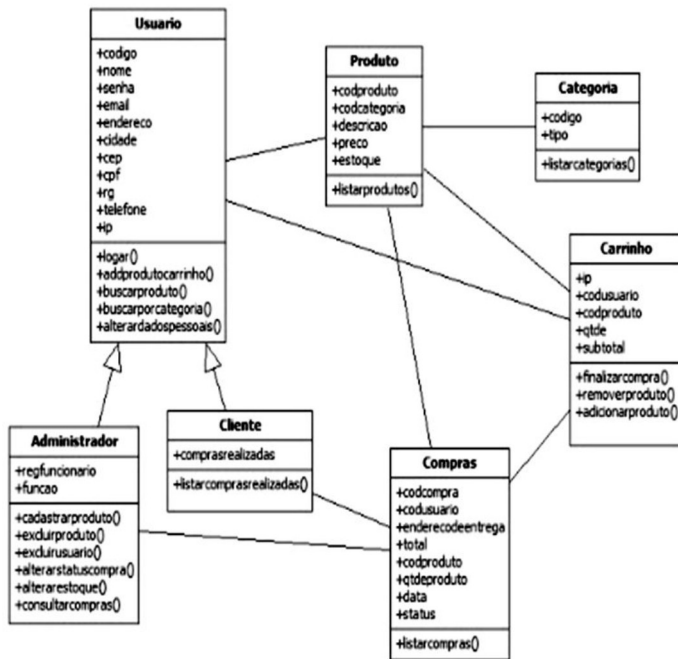 Usuario
+codigo
+nome
+senha
+email
+endereco
+cidade
+cep
+cpf
+rg
+telefone
+ip
+logar()
+addprodutocarrinho()
+buscarproduto()
+buscarporcategoria()
+alterardadospessoais()
Produto
+codproduto
+codcategoria
+descricao
+preco
+estoque
+listarprodutos()
Categoria
+codigo
+tipo
+listarcategorias()
Carrinho
+ip
+codusuario
+codproduto
+qtde
+subtotal
+finalizarcompra()
+removerproduto()
+adicionarproduto()
Administrador
+regfuncionario
+funcao
+cadastrarproduto()
+excluirproduto()
+excluirusuario()
+alterarstatuscompra()
+alterarestoque()
+consultarcompras()
Cliente
+comprasrealizadas
+listarcomprasrealizadas()
Compras
+codcompra
+codusuario
+enderecodeentrega
+total
+codproduto
+qtdeproduto
+data
+status
+listarcompras()